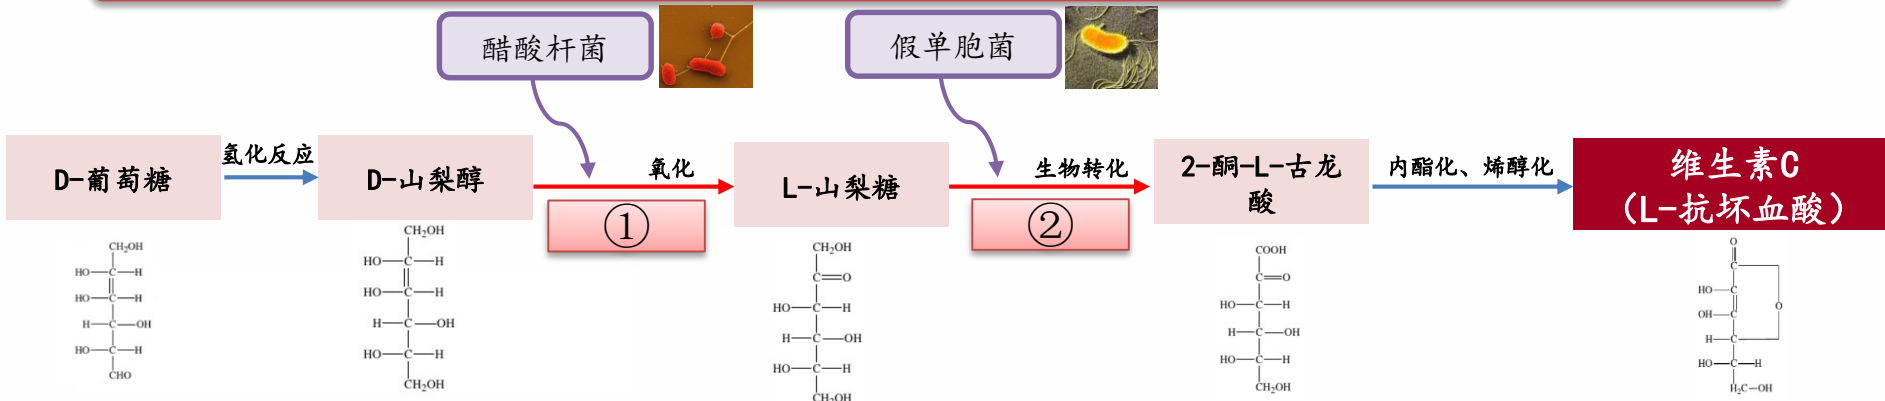 醋酸杆菌
假单胞菌
D-葡萄糖
氢化反应
D-山梨醇
氧化
①
L-山梨糖
生物转化
②
2-酮-L-古龙
酸
内酯化、烯醇化
维生素C
（L-抗坏血酸）
CH₂OH
HO—C—H
HO—C—H
H—C—OH
HO—C—H
CHO
CH₂OH
HO—C—H
HO—C—H
H—C—OH
HO—C—H
CH₂OH
CH₂OH
C=O
HO—C—H
H—C—OH
HO—C—H
CH₂OH
COOH
C=O
HO—C—H
H—C—OH
HO—C—H
CH₂OH
O
C
HO—C
OH—C
O
H—C
HO—C—H
H₂C—OH